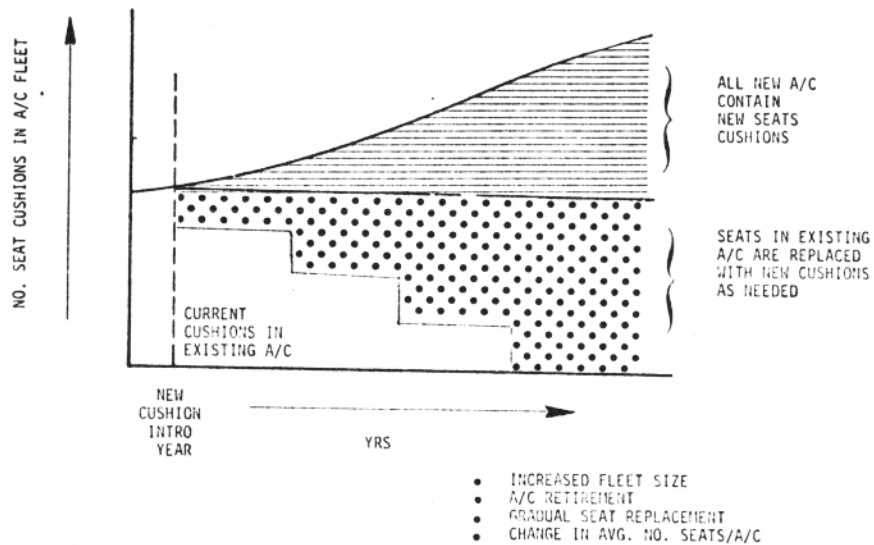 NO. SEAT CUSHIONS IN A/C FLEET
ALL NEW A/C
CONTAIN
NEW SEATS
CUSHIONS
SEATS IN EXISTING
A/C ARE REPLACED
WITH NEW CUSHIONS
AS NEEDED
CURRENT
CUSHIONS IN
EXISTING A/C
NEW
CUSHION
INTRO
YEAR
YRS
• INCREASED FLEET SIZE
• A/C RETIREMENT
• GRADUAL SEAT REPLACEMENT
• CHANGE IN AVG. NO. SEATS/A/C